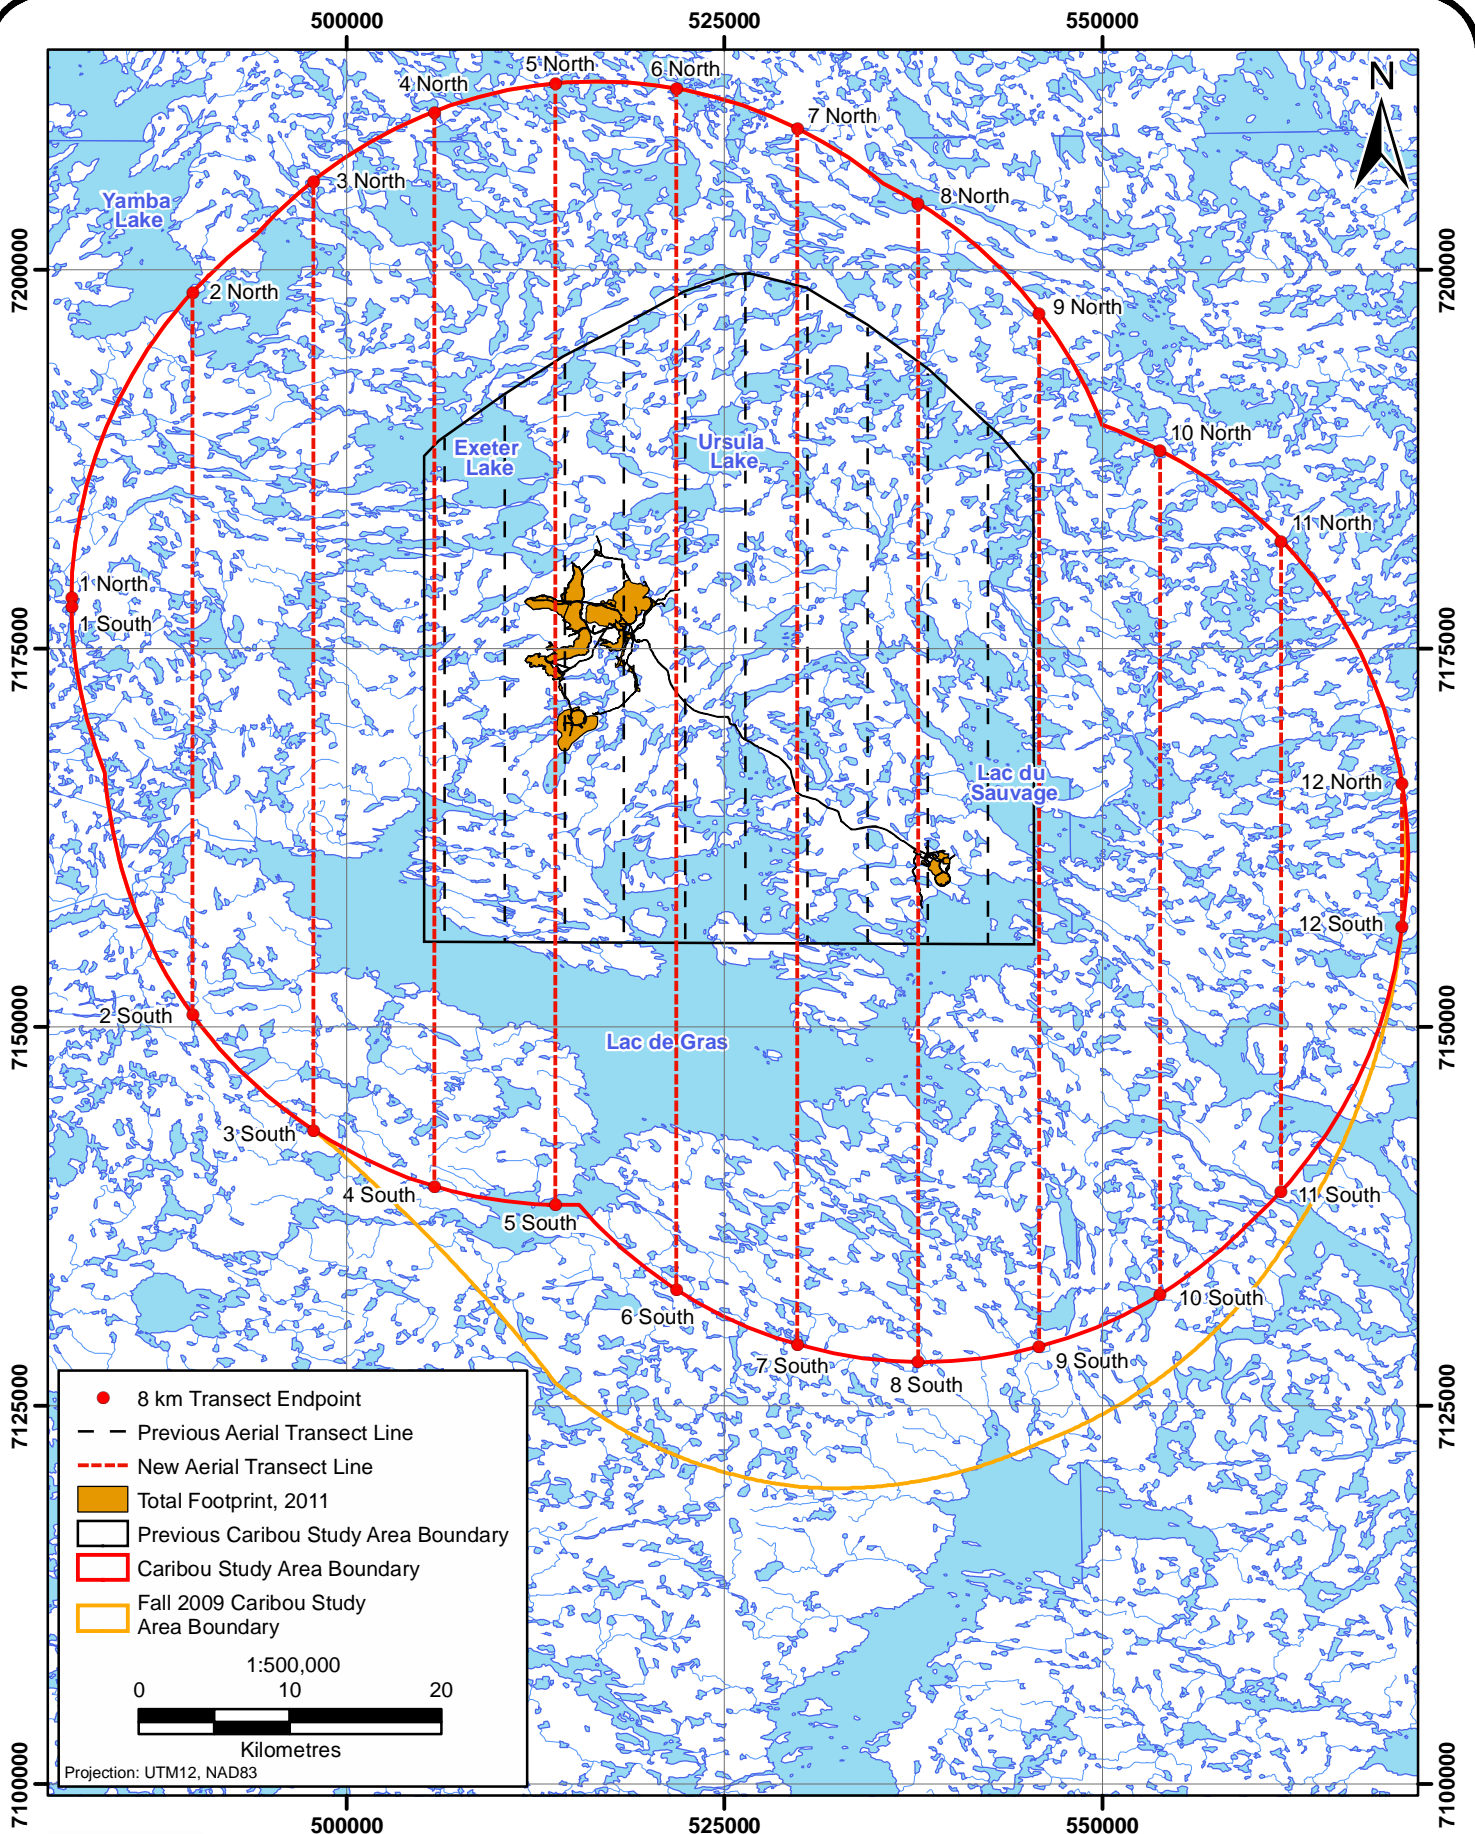 500000
525000
550000
5 North
6 North
4 North
N
7 North
3 North
8 North
Yamba
Lake
7200000
7200000
2 North
9 North
10 North
Exeter
Lake
Ursula
Lake
11 North
1 North
1 South
7175000
7175000
Lac du
Sauvage
12 North
12 South
2 South
7150000
7150000
Lac de Gras
3 South
4 South
5 South
11 South
6 South
10 South
7 South
9 South
8 South
7125000
7125000
8 km Transect Endpoint
Previous Aerial Transect Line
New Aerial Transect Line
Total Footprint, 2011
Previous Caribou Study Area Boundary
Caribou Study Area Boundary
Fall 2009 Caribou Study
Area Boundary
1:500,000
0 10 20
Kilometres
Projection: UTM12, NAD83
7100000
7100000
500000
525000
550000